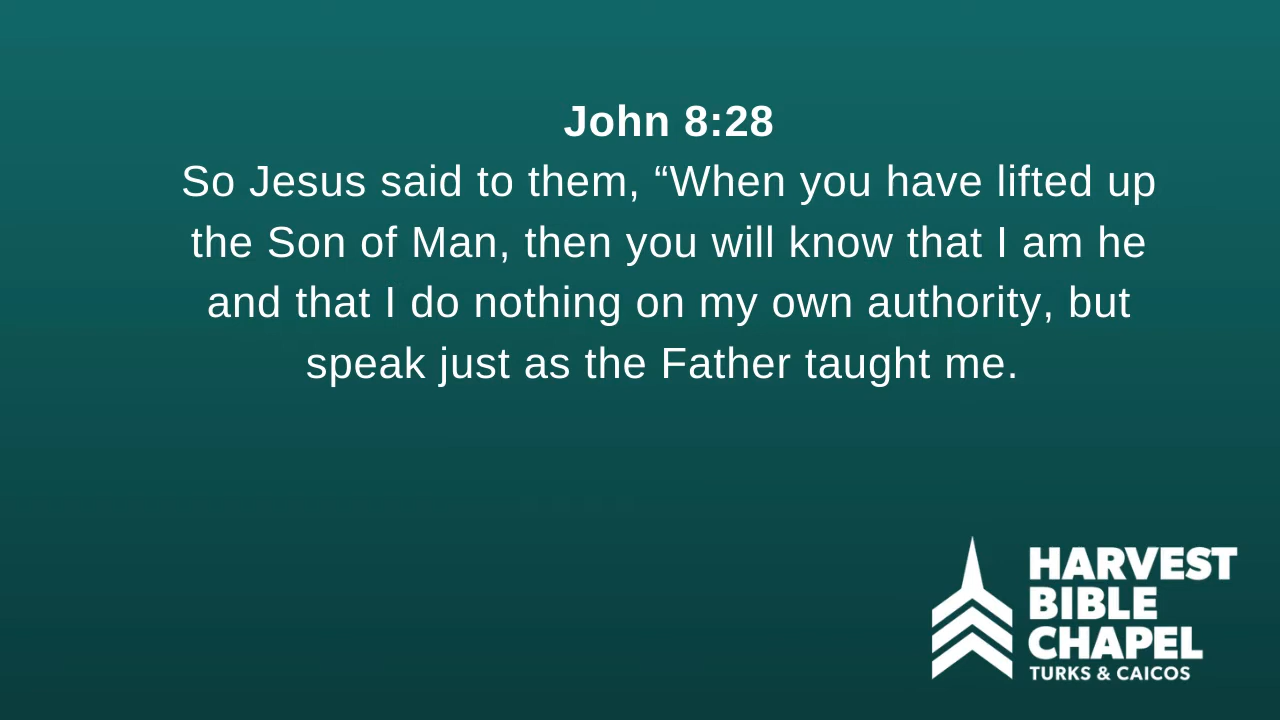 John 8:28
So Jesus said to them, “When you have lifted up
the Son of Man, then you will know that I am he
and that I do nothing on my own authority, but
speak just as the Father taught me.
HARVEST
BIBLE
CHAPEL
TURKS & CAICOS